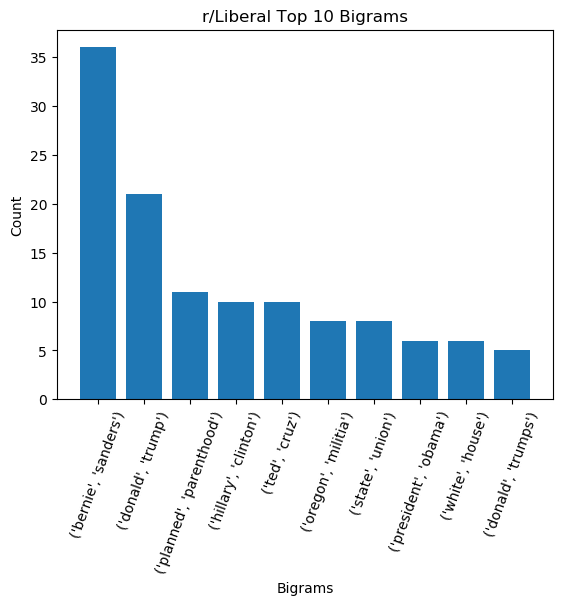 r/Liberal Top 10 Bigrams
35
30
25
20
15
10
5
0
Count
('bernie', 'sanders')
('donald', 'trump')
('planned', 'parenthood')
('hillary', 'clinton')
('ted', 'cruz')
('oregon', 'militia')
('state', 'union')
('president', 'obama')
('white', 'house')
('donald', 'trumps')
Bigrams